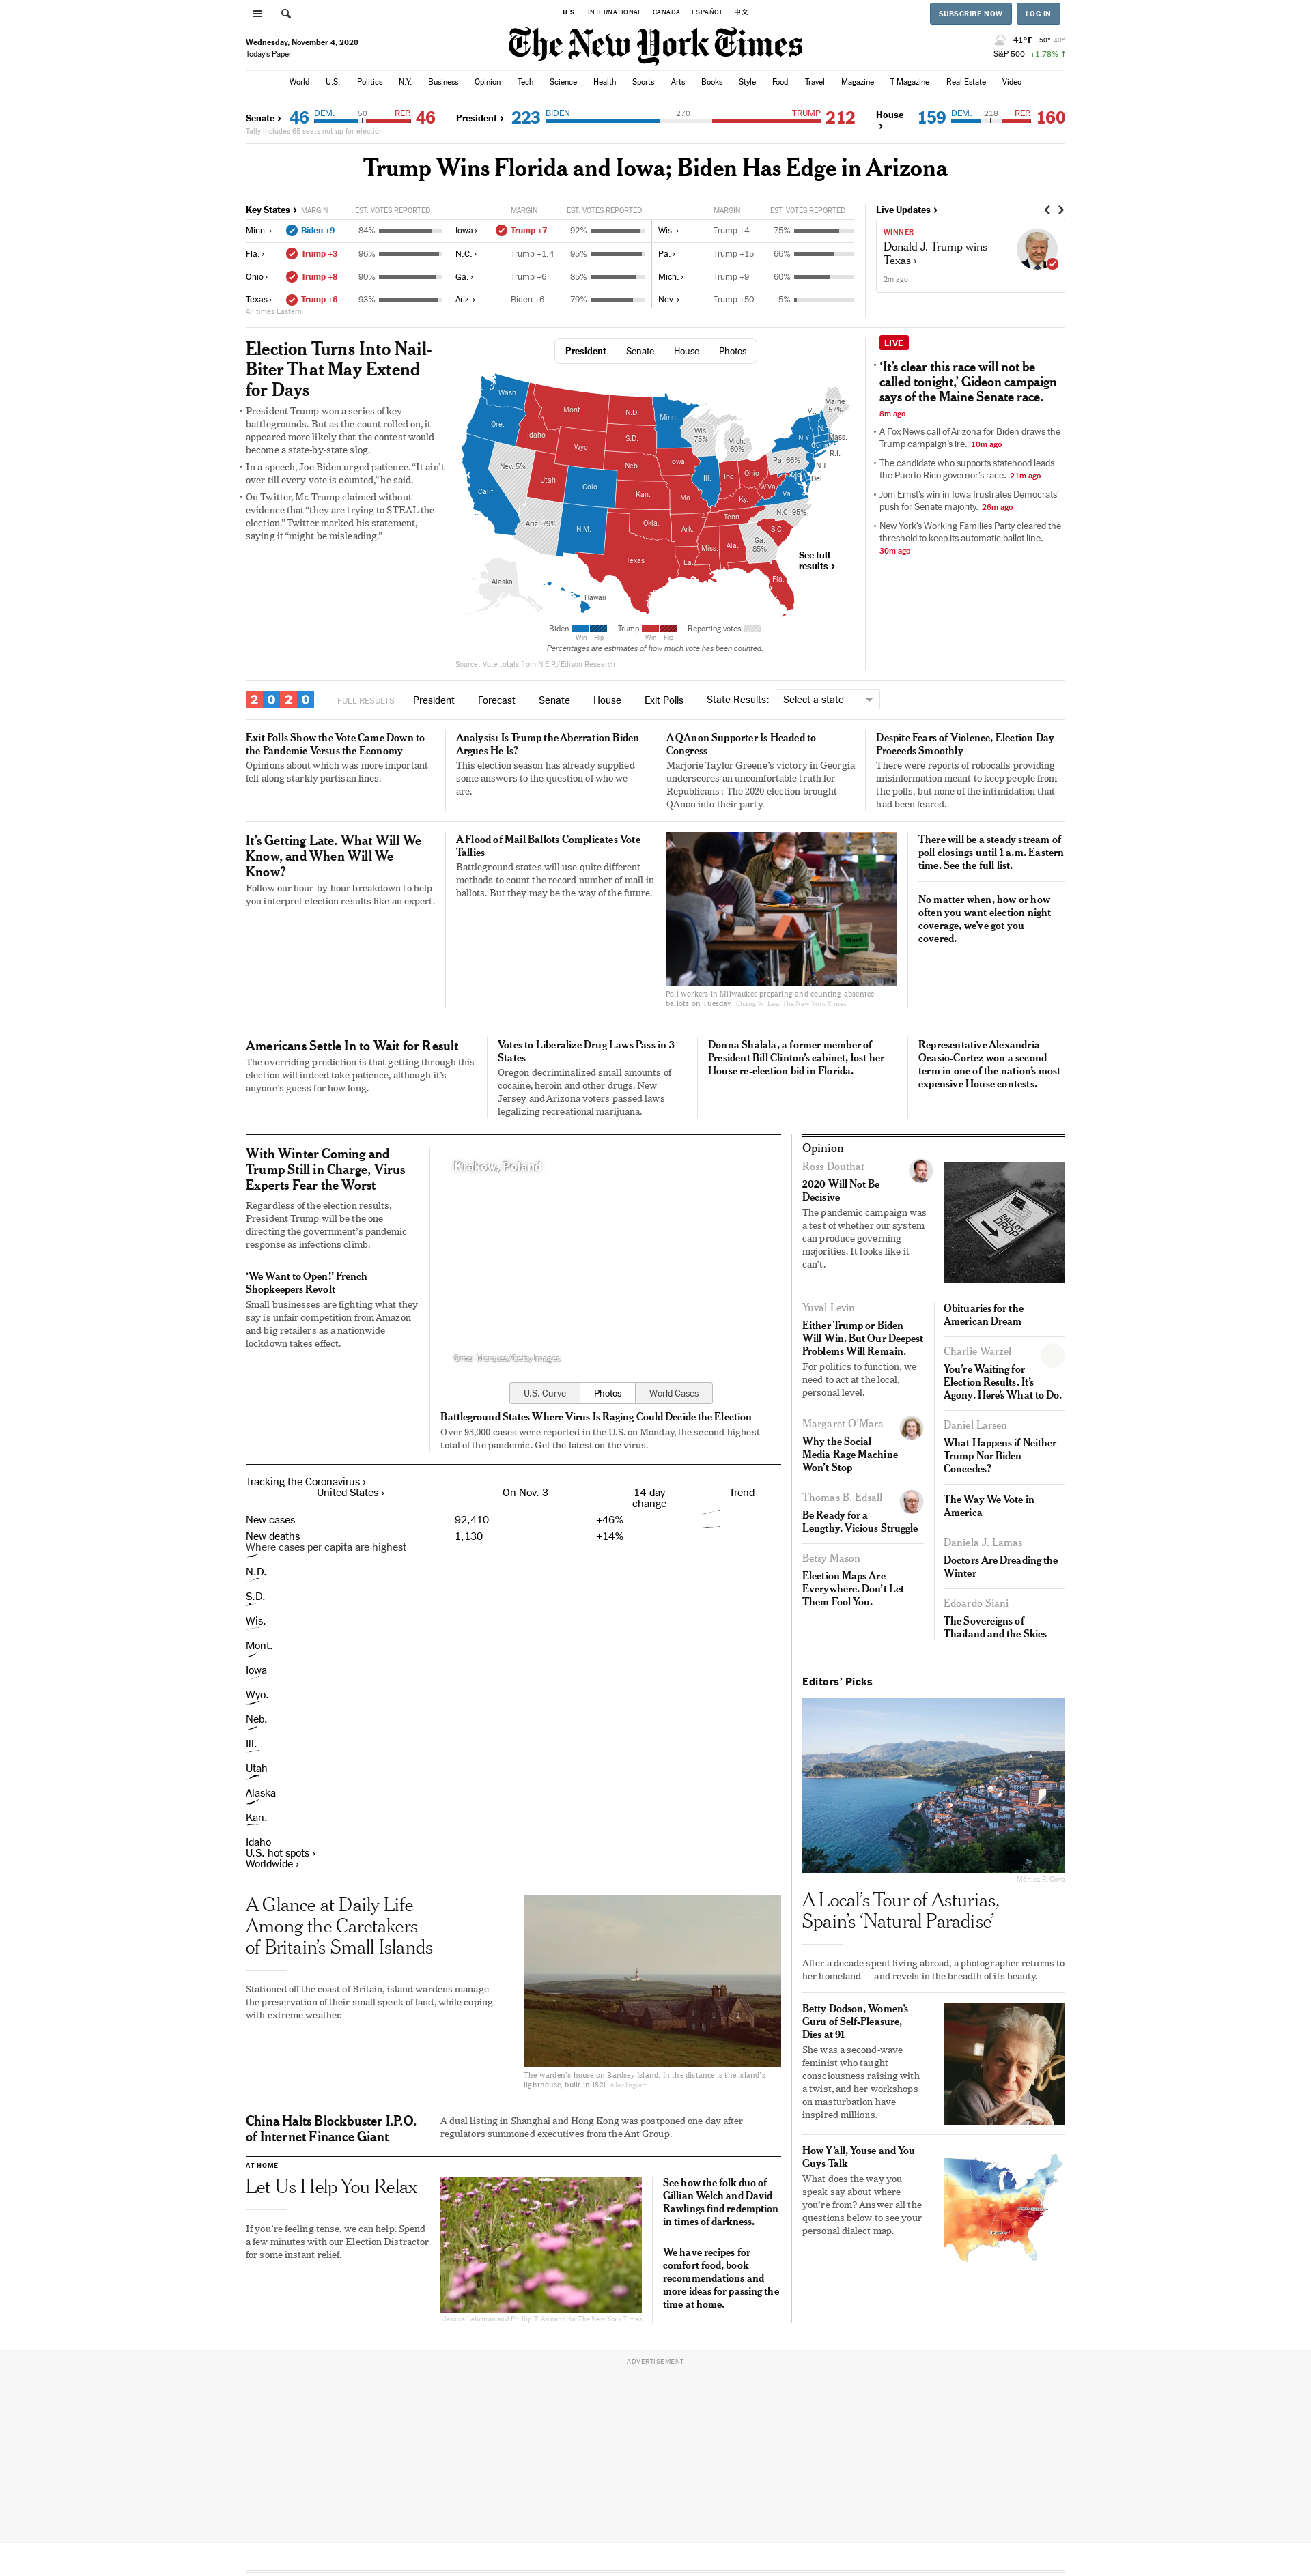 U.S. INTERNATIONAL CANADA ESPAÑOL 中文
SUBSCRIBE NOW LOG IN
Wednesday, November 4, 2020
Today's Paper
The New York Times
41°F 50° 40°
S&P 500 +1.78% ↑
World U.S. Politics N.Y. Business Opinion Tech Science Health Sports Arts Books Style Food Travel Magazine T Magazine Real Estate Video
Senate › 46 DEM. 50 REP. 46
Tally includes 65 seats not up for election.
President › 223 BIDEN 270 TRUMP 212
House › 159 DEM. 218 REP. 160
Trump Wins Florida and Iowa; Biden Has Edge in Arizona
Key States › MARGIN EST. VOTES REPORTED MARGIN EST. VOTES REPORTED MARGIN EST. VOTES REPORTED
Minn. › Biden +9 84% Iowa › Trump +7 92% Wis. › Trump +4 75%
Fla. › Trump +3 96% N.C. › Trump +1.4 95% Pa. › Trump +15 66%
Ohio › Trump +8 90% Ga. › Trump +6 85% Mich. › Trump +9 60%
Texas › Trump +6 93% Ariz. › Biden +6 79% Nev. › Trump +50 5%
All times Eastern
Live Updates ›
WINNER
Donald J. Trump wins
Texas ›
2m ago
Election Turns Into Nail-
Biter That May Extend
for Days
• President Trump won a series of key
battlegrounds. But as the count rolled on, it
appeared more likely that the contest would
become a state-by-state slog.
• In a speech, Joe Biden urged patience. “It ain’t
over till every vote is counted,” he said.
• On Twitter, Mr. Trump claimed without
evidence that “they are trying to STEAL the
election.” Twitter marked his statement,
saying it “might be misleading.”
President Senate House Photos
Wash.
Mont.
N.D.
Minn.
Maine
57%
Vt.
Ore.
Idaho
S.D.
Wis.
75%
Mich.
60%
N.Y.
Mass.
Conn.
R.I.
Wyo.
Nev. 5%
Neb.
Iowa
Pa. 66%
N.J.
Utah
Colo.
Ill.
Ind.
Ohio
Del.
Calif.
Kan.
Mo.
Ky.
W.Va.
Va.
Ariz. 79%
N.M.
Okla.
Ark.
Tenn.
N.C. 95%
S.C.
Texas
La.
Miss.
Ala.
Ga.
85%
Fla.
Alaska
Hawaii
See full
results ›
Biden Win Flip Trump Win Flip Reporting votes
Percentages are estimates of how much vote has been counted.
Source: Vote totals from N.E.P./Edison Research
LIVE
• ‘It’s clear this race will not be
called tonight,’ Gideon campaign
says of the Maine Senate race.
8m ago
• A Fox News call of Arizona for Biden draws the
Trump campaign’s ire. 10m ago
• The candidate who supports statehood leads
the Puerto Rico governor’s race. 21m ago
• Joni Ernst’s win in Iowa frustrates Democrats’
push for Senate majority. 26m ago
• New York’s Working Families Party cleared the
threshold to keep its automatic ballot line.
30m ago
2020 FULL RESULTS President Forecast Senate House Exit Polls State Results: Select a state
Exit Polls Show the Vote Came Down to
the Pandemic Versus the Economy
Opinions about which was more important
fell along starkly partisan lines.
Analysis: Is Trump the Aberration Biden
Argues He Is?
This election season has already supplied
some answers to the question of who we
are.
A QAnon Supporter Is Headed to
Congress
Marjorie Taylor Greene’s victory in Georgia
underscores an uncomfortable truth for
Republicans: The 2020 election brought
QAnon into their party.
Despite Fears of Violence, Election Day
Proceeds Smoothly
There were reports of robocalls providing
misinformation meant to keep people from
the polls, but none of the intimidation that
had been feared.
It’s Getting Late. What Will We
Know, and When Will We
Know?
Follow our hour-by-hour breakdown to help
you interpret election results like an expert.
A Flood of Mail Ballots Complicates Vote
Tallies
Battleground states will use quite different
methods to count the record number of mail-in
ballots. But they may be the way of the future.
Ward
Poll workers in Milwaukee preparing and counting absentee
ballots on Tuesday. Chang W. Lee/The New York Times
There will be a steady stream of
poll closings until 1 a.m. Eastern
time. See the full list.
No matter when, how or how
often you want election night
coverage, we’ve got you
covered.
Americans Settle In to Wait for Result
The overriding prediction is that getting through this
election will indeed take patience, although it’s
anyone’s guess for how long.
Votes to Liberalize Drug Laws Pass in 3
States
Oregon decriminalized small amounts of
cocaine, heroin and other drugs. New
Jersey and Arizona voters passed laws
legalizing recreational marijuana.
Donna Shalala, a former member of
President Bill Clinton’s cabinet, lost her
House re-election bid in Florida.
Representative Alexandria
Ocasio-Cortez won a second
term in one of the nation’s most
expensive House contests.
With Winter Coming and
Trump Still in Charge, Virus
Experts Fear the Worst
Regardless of the election results,
President Trump will be the one
directing the government’s pandemic
response as infections climb.
‘We Want to Open!’ French
Shopkeepers Revolt
Small businesses are fighting what they
say is unfair competition from Amazon
and big retailers as a nationwide
lockdown takes effect.
Krakow, Poland
Omar Marques/Getty Images
U.S. Curve Photos World Cases
Battleground States Where Virus Is Raging Could Decide the Election
Over 93,000 cases were reported in the U.S. on Monday, the second-highest
total of the pandemic. Get the latest on the virus.
Tracking the Coronavirus ›
United States › On Nov. 3 14-day
change Trend
New cases 92,410 +46%
New deaths 1,130 +14%
Where cases per capita are highest
N.D.
S.D.
Wis.
Mont.
Iowa
Wyo.
Neb.
Ill.
Utah
Alaska
Kan.
Idaho
U.S. hot spots ›
Worldwide ›
A Glance at Daily Life
Among the Caretakers
of Britain’s Small Islands
Stationed off the coast of Britain, island wardens manage
the preservation of their small speck of land, while coping
with extreme weather.
The warden’s house on Bardsey Island. In the distance is the island’s
lighthouse, built in 1821. Alex Ingram
China Halts Blockbuster I.P.O.
of Internet Finance Giant
A dual listing in Shanghai and Hong Kong was postponed one day after
regulators summoned executives from the Ant Group.
AT HOME
Let Us Help You Relax
If you’re feeling tense, we can help. Spend
a few minutes with our Election Distractor
for some instant relief.
Jessica Lehrman and Phillip T. Annand for The New York Times
See how the folk duo of
Gillian Welch and David
Rawlings find redemption
in times of darkness.
We have recipes for
comfort food, book
recommendations and
more ideas for passing the
time at home.
Opinion
Ross Douthat
2020 Will Not Be
Decisive
The pandemic campaign was
a test of whether our system
can produce governing
majorities. It looks like it
can’t.
BALLOT
DROP
Yuval Levin
Either Trump or Biden
Will Win. But Our Deepest
Problems Will Remain.
For politics to function, we
need to act at the local,
personal level.
Margaret O’Mara
Why the Social
Media Rage Machine
Won’t Stop
Thomas B. Edsall
Be Ready for a
Lengthy, Vicious Struggle
Betsy Mason
Election Maps Are
Everywhere. Don’t Let
Them Fool You.
Obituaries for the
American Dream
Charlie Warzel
You’re Waiting for
Election Results. It’s
Agony. Here’s What to Do.
Daniel Larsen
What Happens if Neither
Trump Nor Biden
Concedes?
The Way We Vote in
America
Daniela J. Lamas
Doctors Are Dreading the
Winter
Edoardo Siani
The Sovereigns of
Thailand and the Skies
Editors’ Picks
Mónica R. Goya
A Local’s Tour of Asturias,
Spain’s ‘Natural Paradise’
After a decade spent living abroad, a photographer returns to
her homeland — and revels in the breadth of its beauty.
Betty Dodson, Women’s
Guru of Self-Pleasure,
Dies at 91
She was a second-wave
feminist who taught
consciousness raising with
a twist, and her workshops
on masturbation have
inspired millions.
How Y’all, Youse and You
Guys Talk
What does the way you
speak say about where
you’re from? Answer all the
questions below to see your
personal dialect map.
ADVERTISEMENT